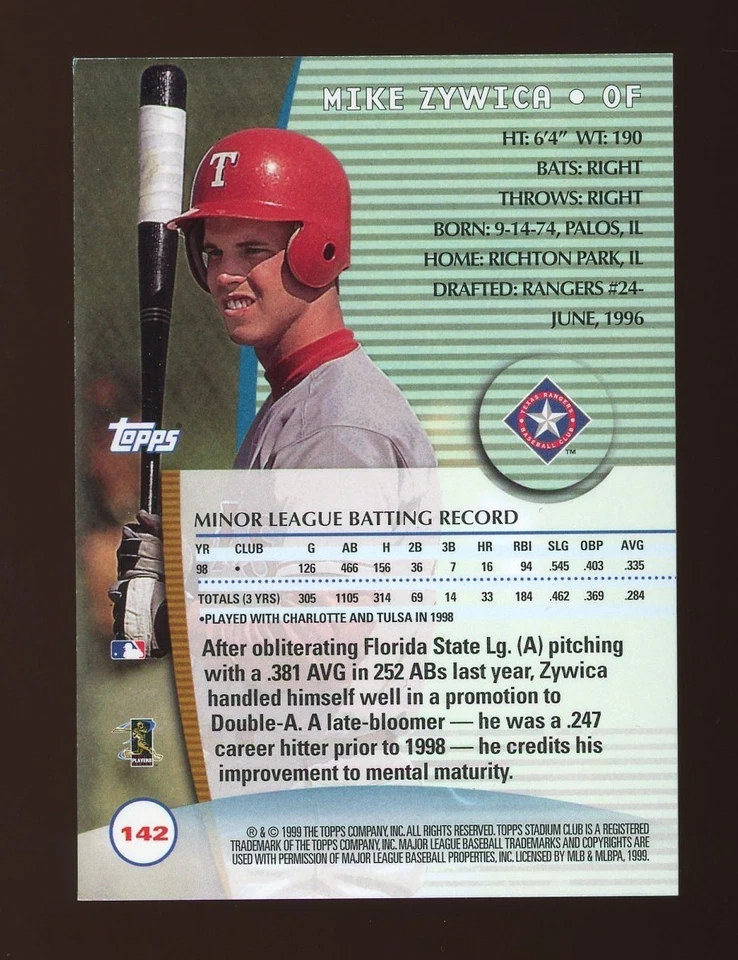 MIKE ZYWICA • OF
HT: 6'4" WT: 190
BATS: RIGHT
THROWS: RIGHT
BORN: 9-14-74, PALOS, IL
HOME: RICHTON PARK, IL
DRAFTED: RANGERS #24-
JUNE, 1996
T
TEXAS RANGERS
BASEBALL CLUB
TM
Topps
MINOR LEAGUE BATTING RECORD
YR CLUB G AB H 2B 3B HR RBI SLG OBP AVG
98 • 126 466 156 36 7 16 94 .545 .403 .335
TOTALS (3 YRS) 305 1105 314 69 14 33 184 .462 .369 .284
•PLAYED WITH CHARLOTTE AND TULSA IN 1998
After obliterating Florida State Lg. (A) pitching
with a .381 AVG in 252 ABs last year, Zywica
handled himself well in a promotion to
Double-A. A late-bloomer — he was a .247
career hitter prior to 1998 — he credits his
improvement to mental maturity.
PLAYERS
142
® & © 1999 THE TOPPS COMPANY, INC. ALL RIGHTS RESERVED. TOPPS STADIUM CLUB IS A REGISTERED
TRADEMARK OF THE TOPPS COMPANY, INC. MAJOR LEAGUE BASEBALL TRADEMARKS AND COPYRIGHTS ARE
USED WITH PERMISSION OF MAJOR LEAGUE BASEBALL PROPERTIES, INC. LICENSED BY MLB & MLBPA, 1999.